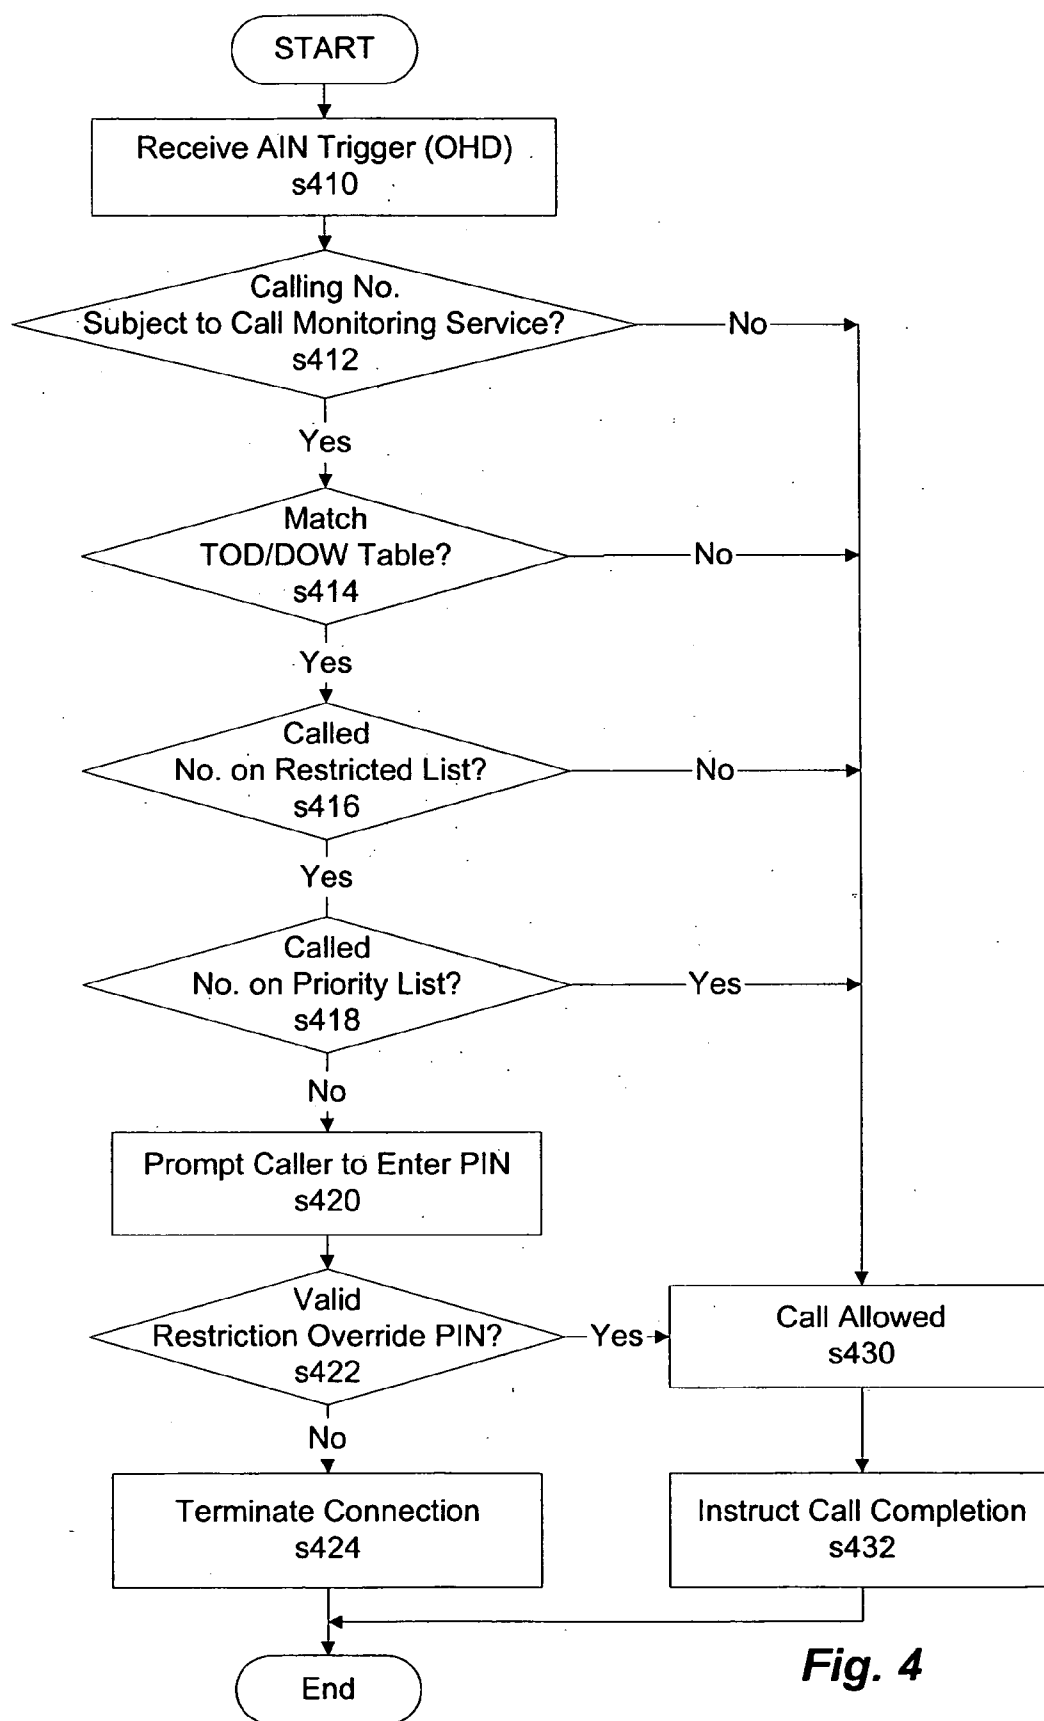 START
Receive AIN Trigger (OHD)
s410
Calling No.
Subject to Call Monitoring Service?
s412
No
Yes
Match
TOD/DOW Table?
s414
No
Yes
Called
No. on Restricted List?
s416
No
Yes
Called
No. on Priority List?
s418
Yes
No
Prompt Caller to Enter PIN
s420
Valid
Restriction Override PIN?
s422
Yes
Call Allowed
s430
No
Terminate Connection
s424
Instruct Call Completion
s432
End
Fig. 4